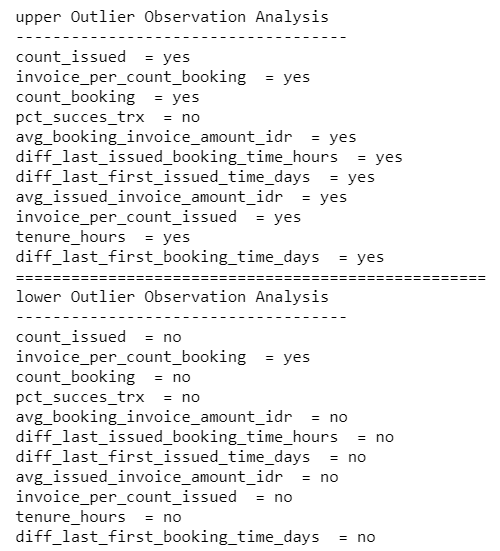 upper Outlier Observation Analysis
------------------------------------
count_issued  = yes
invoice_per_count_booking  = yes
count_booking  = yes
pct_succes_trx  = no
avg_booking_invoice_amount_idr  = yes
diff_last_issued_booking_time_hours  = yes
diff_last_first_issued_time_days  = yes
avg_issued_invoice_amount_idr  = yes
invoice_per_count_issued  = yes
tenure_hours  = yes
diff_last_first_booking_time_days  = yes
===================================================
lower Outlier Observation Analysis
------------------------------------
count_issued  = no
invoice_per_count_booking  = yes
count_booking  = no
pct_succes_trx  = no
avg_booking_invoice_amount_idr  = no
diff_last_issued_booking_time_hours  = no
diff_last_first_issued_time_days  = no
avg_issued_invoice_amount_idr  = no
invoice_per_count_issued  = no
tenure_hours  = no
diff_last_first_booking_time_days  = no